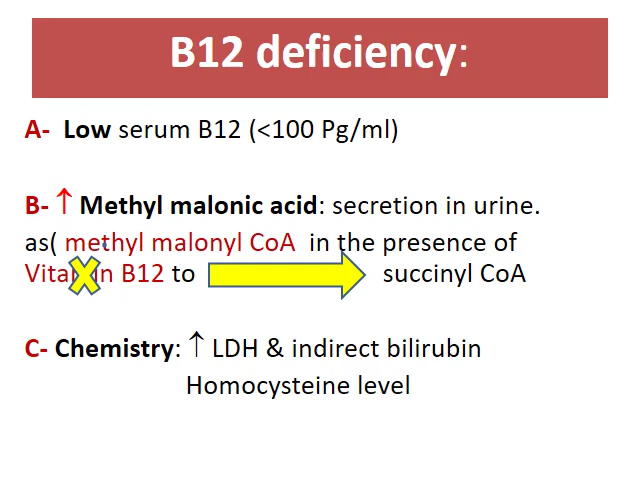 B12 deficiency:
A- Low serum B12 (<100 Pg/ml)
B- ↑ Methyl malonic acid: secretion in urine.
as( methyl malonyl CoA in the presence of
Vitamin B12 to succinyl CoA
C- Chemistry: ↑ LDH & indirect bilirubin
Homocysteine level